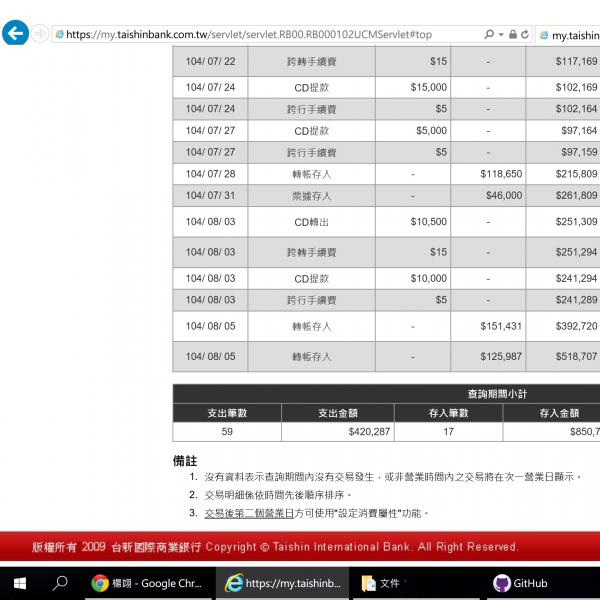 https://my.taishinbank.com.tw/servlet/servlet.RB00.RB000102UCMServlet#top my.taishin
104/ 07/ 22 跨轉手續費 $15 - $117,169
104/ 07/ 24 CD提款 $15,000 - $102,169
104/ 07/ 24 跨行手續費 $5 - $102,164
104/ 07/ 27 CD提款 $5,000 - $97,164
104/ 07/ 27 跨行手續費 $5 - $97,159
104/ 07/ 28 轉帳存入 - $118,650 $215,809
104/ 07/ 31 票據存入 - $46,000 $261,809
104/ 08/ 03 CD轉出 $10,500 - $251,309
104/ 08/ 03 跨轉手續費 $15 - $251,294
104/ 08/ 03 CD提款 $10,000 - $241,294
104/ 08/ 03 跨行手續費 $5 - $241,289
104/ 08/ 05 轉帳存入 - $151,431 $392,720
104/ 08/ 05 轉帳存入 - $125,987 $518,707
查詢期間小計
支出筆數 支出金額 存入筆數 存入金額
59 $420,287 17 $850,7
備註
1. 沒有資料表示查詢期間內沒有交易發生，或非營業時間內之交易將在次一營業日顯示。
2. 交易明細係依時間先後順序排序。
3. 交易後第二個營業日方可使用"設定消費屬性"功能。
版權所有 2009 台新國際商業銀行 Copyright © Taishin International Bank. All Right Reserved.
楊翊 - Google Chr... https://my.taishinb... 文件 GitHub